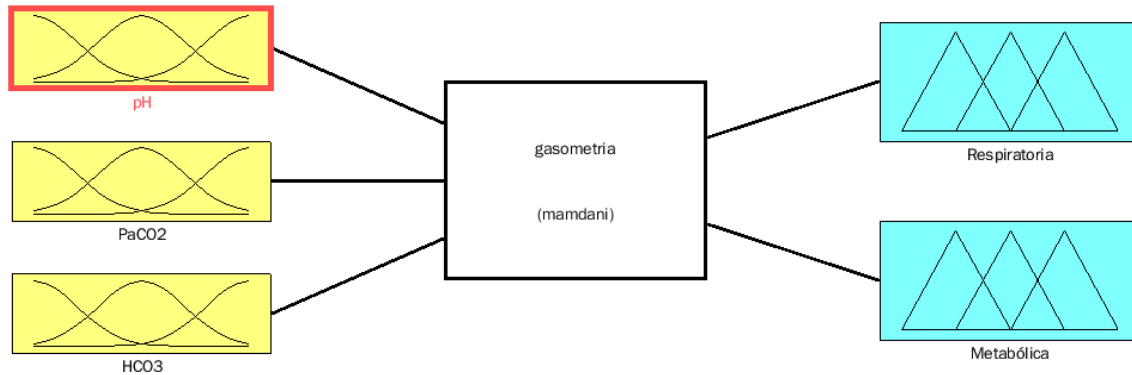 pH
PaCO2
HCO3
gasometria
(mamdani)
Respiratoria
Metabólica